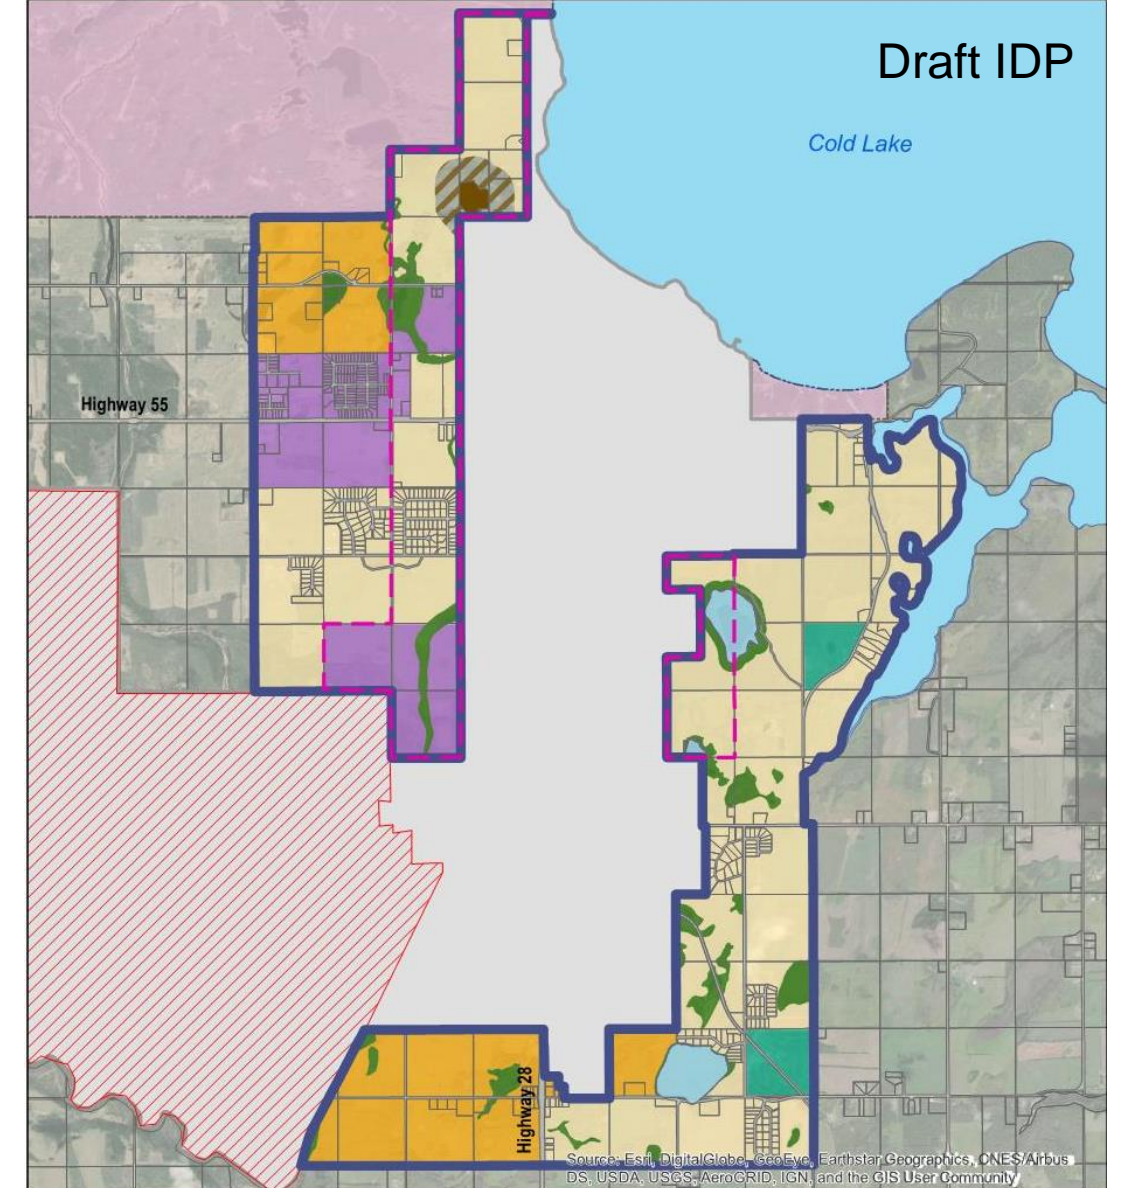 Draft IDP
Cold Lake
Highway 55
Highway 28
Source: Esri, DigitalGlobe, GeoEye, Earthstar Geographics, CNES/Airbus
DS, USDA, USGS, AeroGRID, IGN, and the GIS User Community